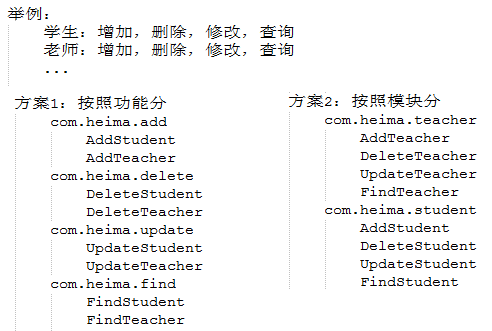 举例：
学生：增加，删除，修改，查询
老师：增加，删除，修改，查询
...
方案1：按照功能分
com.heima.add
AddStudent
AddTeacher
com.heima.delete
DeleteStudent
DeleteTeacher
com.heima.update
UpdateStudent
UpdateTeacher
com.heima.find
FindStudent
FindTeacher
方案2：按照模块分
com.heima.teacher
AddTeacher
DeleteTeacher
UpdateTeacher
FindTeacher
com.heima.student
AddStudent
DeleteStudent
UpdateStudent
FindStudent